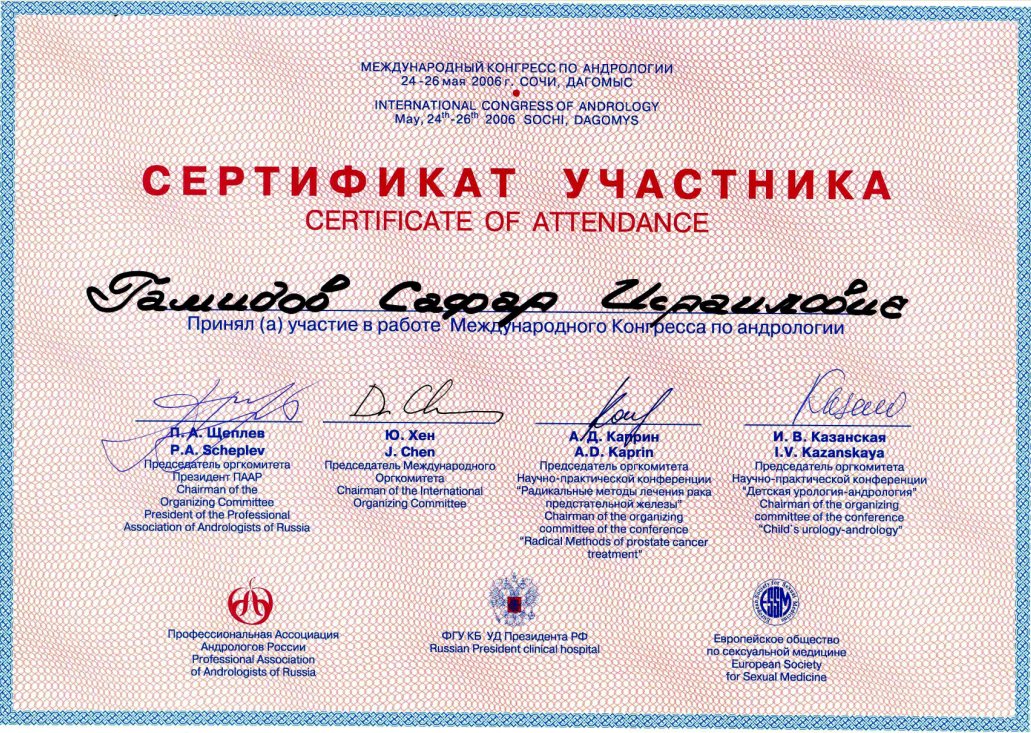 МЕЖДУНАРОДНЫЙ КОНГРЕСС ПО АНДРОЛОГИИ
24-26 мая 2006 г. СОЧИ, ДАГОМЫС
INTERNATIONAL CONGRESS OF ANDROLOGY
May, 24th-26th 2006 SOCHI, DAGOMYS
СЕРТИФИКАТ УЧАСТНИКА
CERTIFICATE OF ATTENDANCE
Гамидов Сафар Исраилович
Принял (а) участие в работе Международного Конгресса по андрологии
П. А. Щеплев
P.A. Scheplev
Председатель оргкомитета
Президент ПААР
Chairman of the
Organizing Committee
President of the Professional
Association of Andrologists of Russia
Ю. Хен
J. Chen
Председатель Международного
Оргкомитета
Chairman of the International
Organizing Committee
А. Д. Каприн
A.D. Kaprin
Председатель оргкомитета
Научно-практической конференции
"Радикальные методы лечения рака
предстательной железы"
Chairman of the organizing
committee of the conference
"Radical Methods of prostate cancer
treatment"
И. В. Казанская
I.V. Kazanskaya
Председатель оргкомитета
Научно-практической конференции
"Детская урология-андрология"
Chairman of the organizing
committee of the conference
"Child`s urology-andrology"
Профессиональная Ассоциация
Андрологов России
Professional Association
of Andrologists of Russia
ФГУ КБ УД Президента РФ
Russian President clinical hospital
ESSM
European Society for Sexual Medicine
Европейское общество
по сексуальной медицине
European Society
for Sexual Medicine